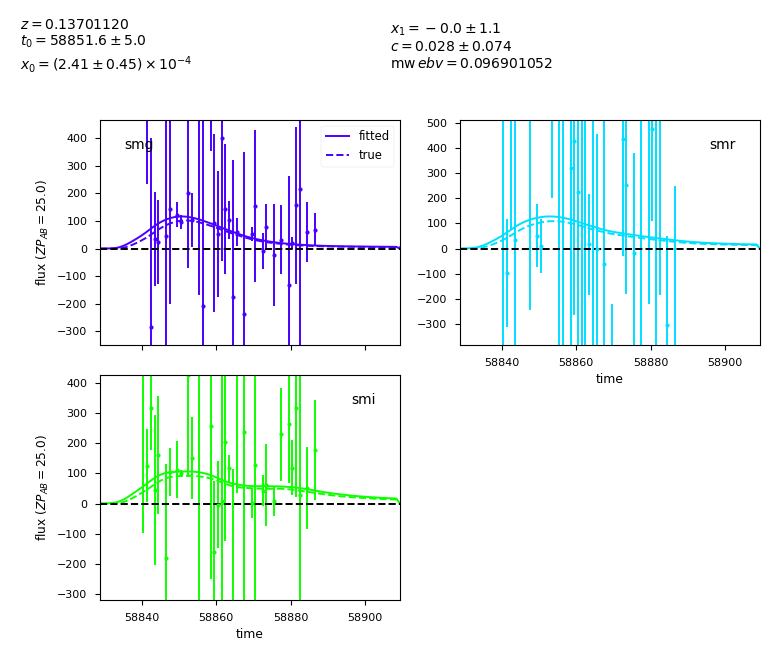 z = 0.13701120
t₀ = 58851.6 ± 5.0
x₀ = (2.41 ± 0.45) × 10⁻⁴
x₁ = −0.0 ± 1.1
c = 0.028 ± 0.074
mw ebv = 0.096901052
smg
fitted
true
400
300
200
100
0
−100
−200
−300
flux (ZP_AB = 25.0)
smr
500
400
300
200
100
0
−100
−200
−300
58840 58860 58880 58900
time
smi
400
300
200
100
0
−100
−200
−300
flux (ZP_AB = 25.0)
58840 58860 58880 58900
time